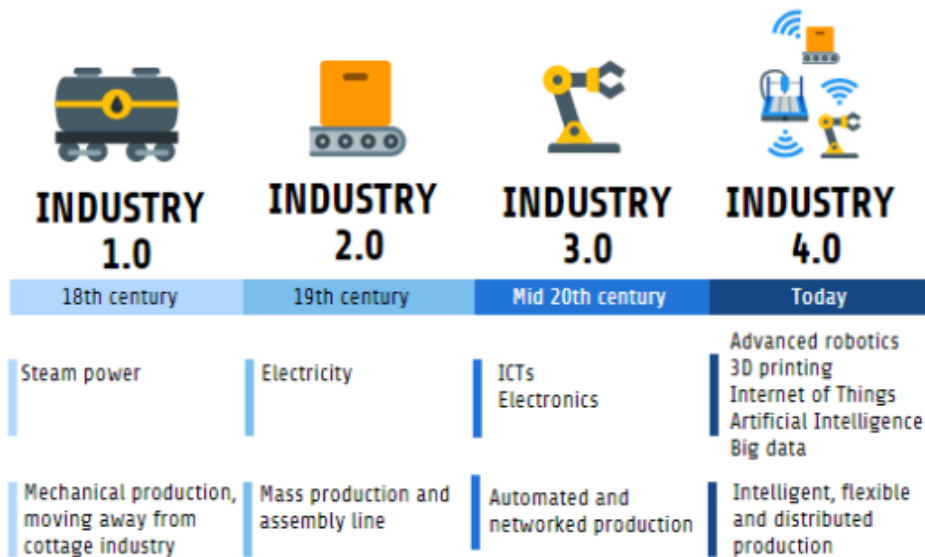 INDUSTRY
1.0
INDUSTRY
2.0
INDUSTRY
3.0
INDUSTRY
4.0
18th century
19th century
Mid 20th century
Today
Steam power
Electricity
ICTs
Electronics
Advanced robotics
3D printing
Internet of Things
Artificial Intelligence
Big data
Mechanical production,
moving away from
cottage industry
Mass production and
assembly line
Automated and
networked production
Intelligent, flexible
and distributed
production